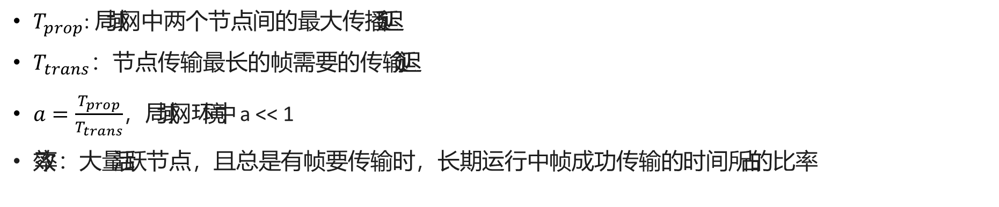 • T_prop: 局域网中两个节点间的最大传播延迟
• T_trans： 节点传输最长的帧需要的传输延迟
• a = T_prop / T_trans，局域网环境中 a << 1
• 效率：大量活跃节点，且总是有帧要传输时，长期运行中帧成功传输的时间所占的比率